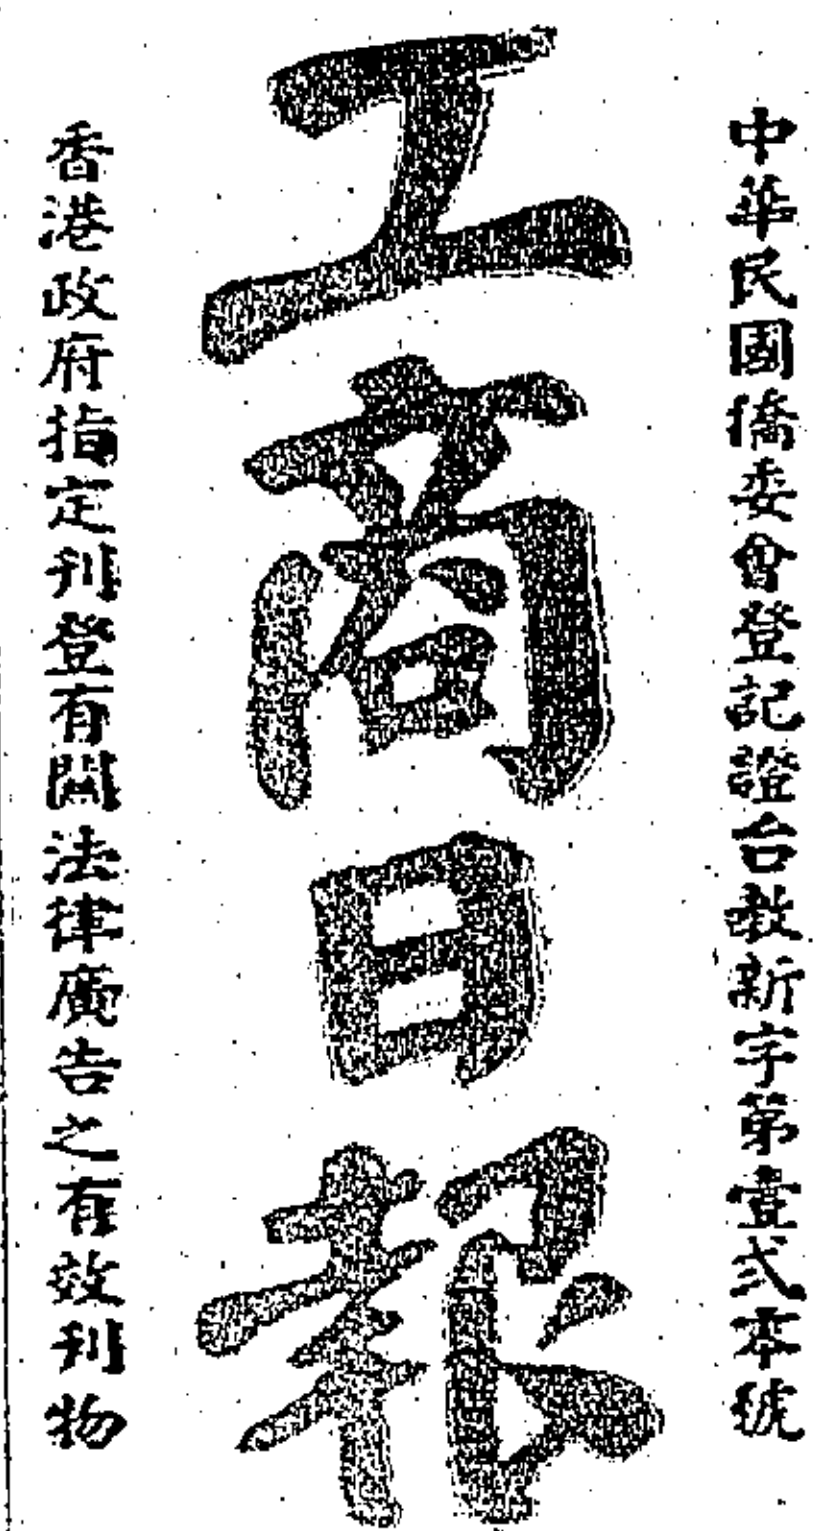 中華民國僑委會登記證台教新字第壹弍零號
工商日報
香港政府指定刊登有關法律廣告之有效刊物